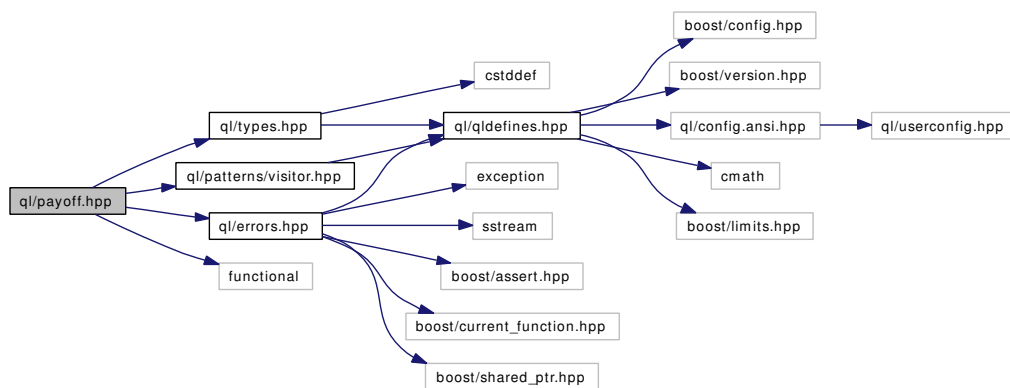 boost/config.hpp
cstddef
boost/version.hpp
ql/types.hpp
ql/qldefines.hpp
ql/config.ansi.hpp
ql/userconfig.hpp
ql/patterns/visitor.hpp
exception
cmath
ql/payoff.hpp
ql/errors.hpp
sstream
boost/limits.hpp
functional
boost/assert.hpp
boost/current_function.hpp
boost/shared_ptr.hpp